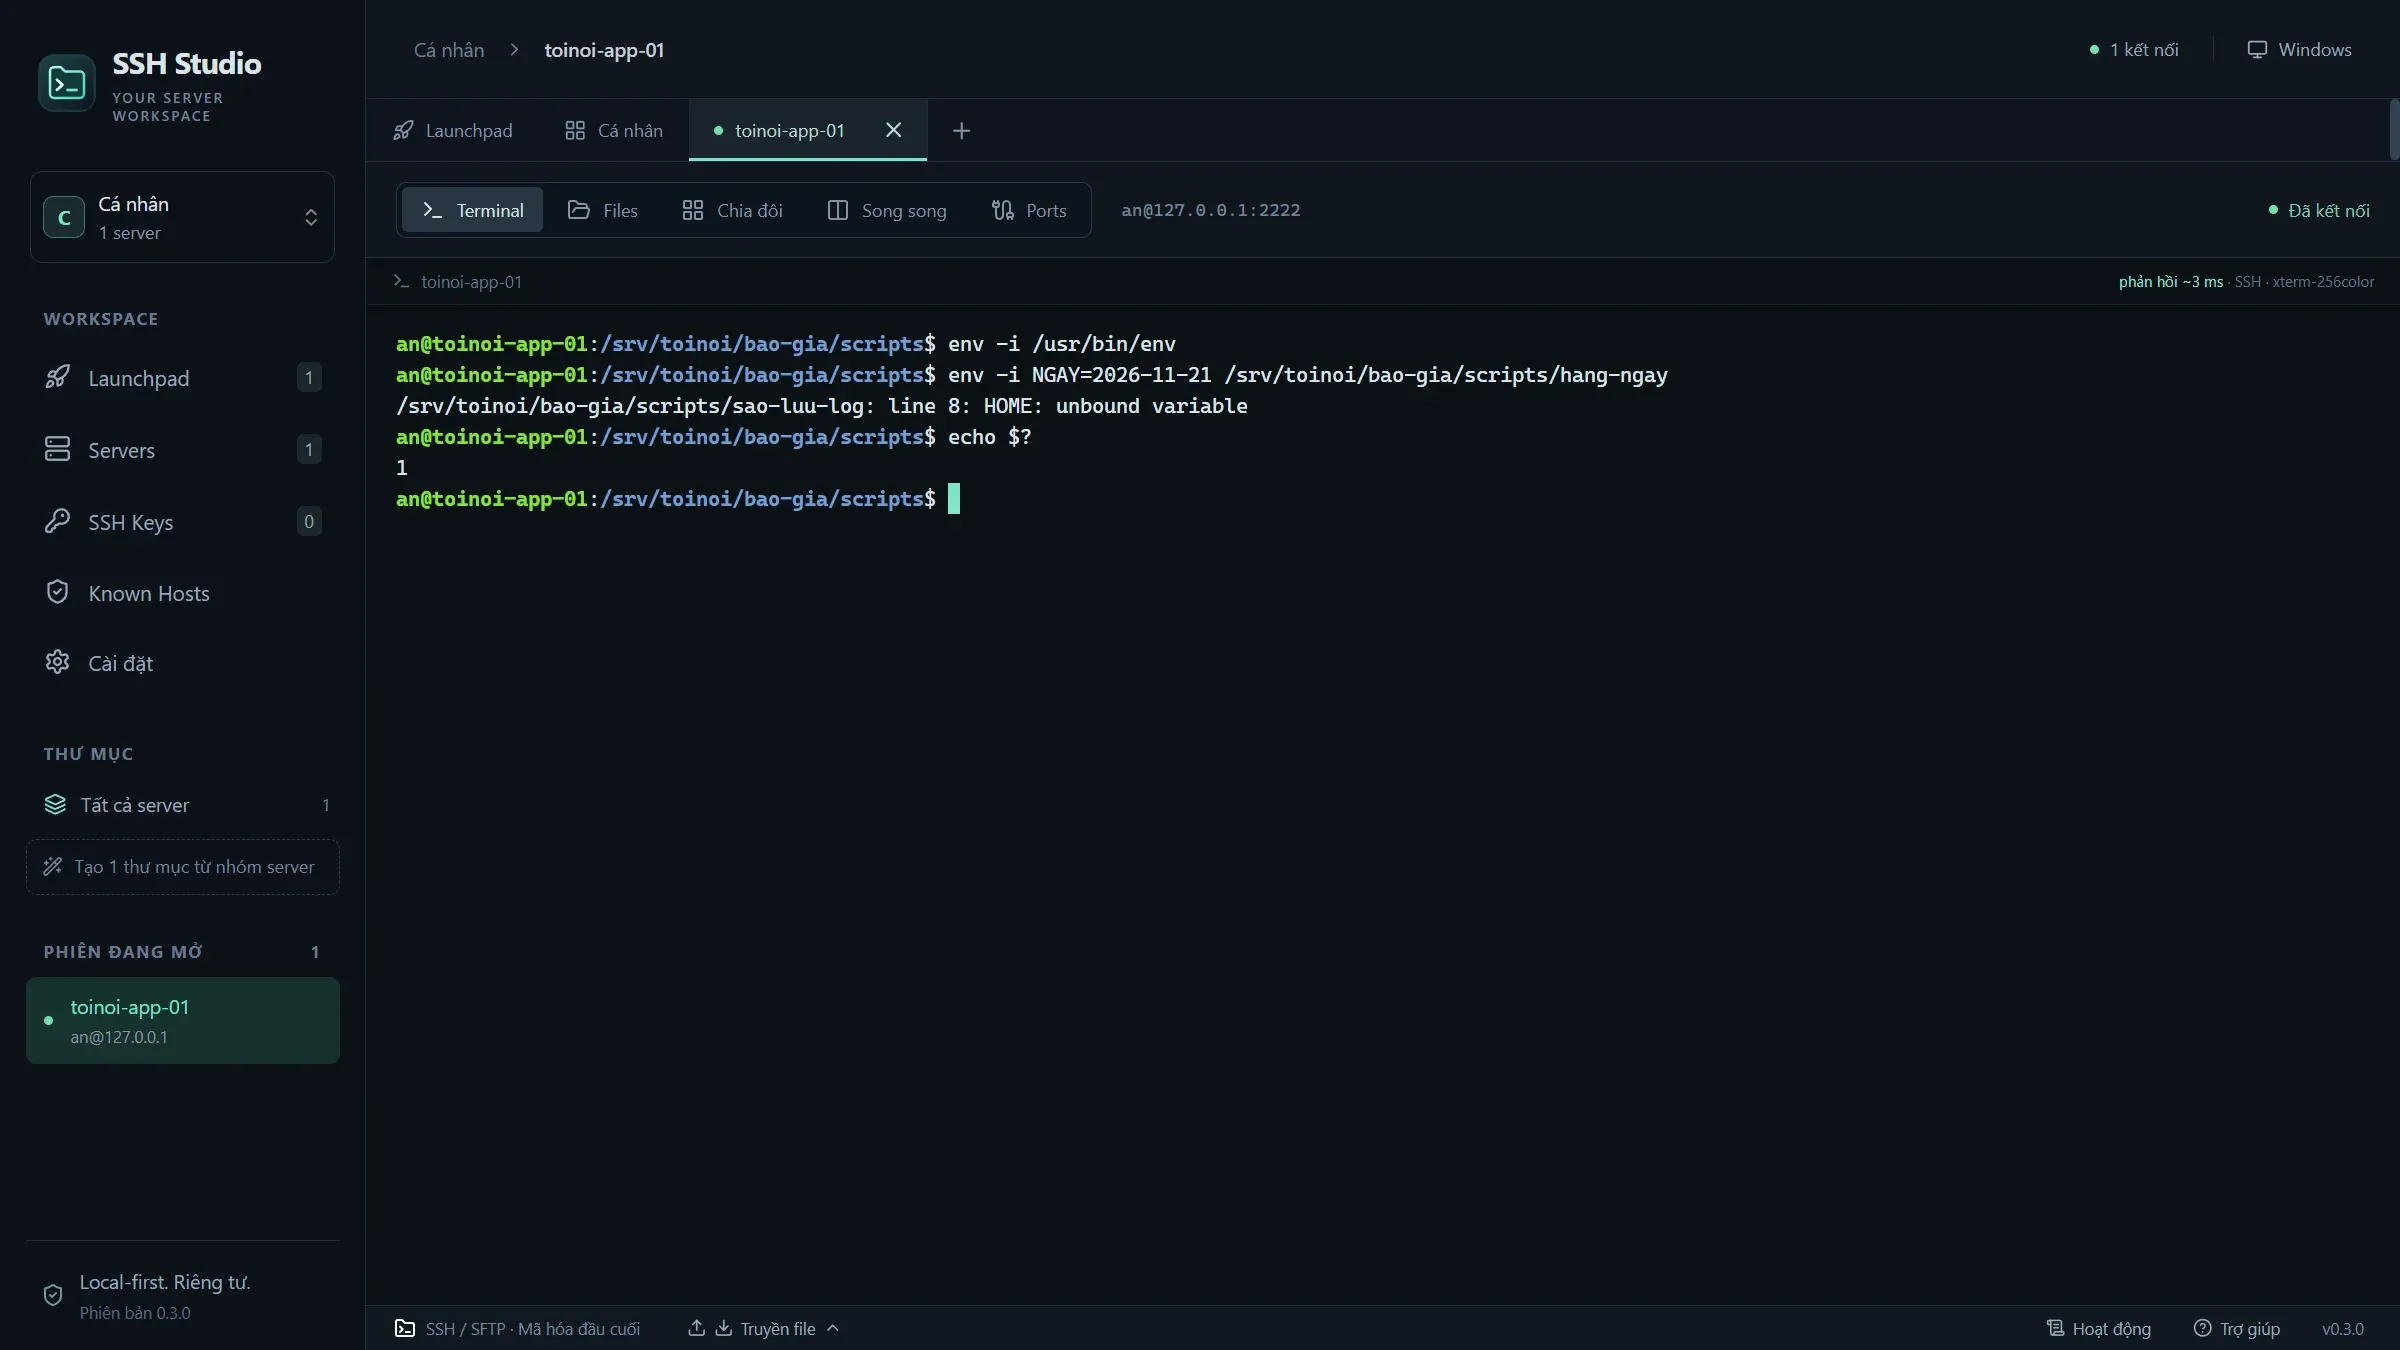 SSH Studio
YOUR SERVER
WORKSPACE
C
Cá nhân
1 server
WORKSPACE
Launchpad 1
Servers 1
SSH Keys 0
Known Hosts
Cài đặt
THƯ MỤC
Tất cả server 1
Tạo 1 thư mục từ nhóm server
PHIÊN ĐANG MỞ 1
toinoi-app-01
an@127.0.0.1
Local-first. Riêng tư.
Phiên bản 0.3.0
Cá nhân > toinoi-app-01
1 kết nối
Windows
Launchpad
Cá nhân
toinoi-app-01
Terminal
Files
Chia đôi
Song song
Ports
an@127.0.0.1:2222
Đã kết nối
toinoi-app-01
phản hồi ~3 ms · SSH · xterm-256color
an@toinoi-app-01:/srv/toinoi/bao-gia/scripts$ env -i /usr/bin/env
an@toinoi-app-01:/srv/toinoi/bao-gia/scripts$ env -i NGAY=2026-11-21 /srv/toinoi/bao-gia/scripts/hang-ngay
/srv/toinoi/bao-gia/scripts/sao-luu-log: line 8: HOME: unbound variable
an@toinoi-app-01:/srv/toinoi/bao-gia/scripts$ echo $?
1
an@toinoi-app-01:/srv/toinoi/bao-gia/scripts$
SSH / SFTP · Mã hóa đầu cuối
Truyền file
Hoạt động
Trợ giúp
v0.3.0